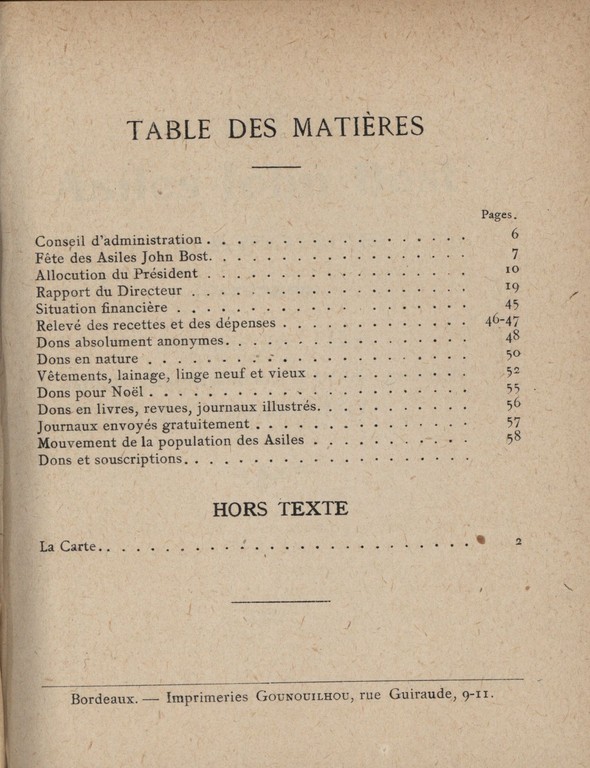 TABLE DES MATIÈRES
Pages.
Conseil d'administration . . . . . . . . . . . . . . . . . . 6
Fête des Asiles John Bost. . . . . . . . . . . . . . . . . . 7
Allocution du Président . . . . . . . . . . . . . . . . . . 10
Rapport du Directeur . . . . . . . . . . . . . . . . . . . 19
Situation financière . . . . . . . . . . . . . . . . . . . . 45
Relevé des recettes et des dépenses . . . . . . . . . . . . . 46-47
Dons absolument anonymes. . . . . . . . . . . . . . . . . 48
Dons en nature . . . . . . . . . . . . . . . . . . . . . . 50
Vêtements, lainage, linge neuf et vieux . . . . . . . . . . . 52
Dons pour Noël . . . . . . . . . . . . . . . . . . . . . . 55
Dons en livres, revues, journaux illustrés. . . . . . . . . . . 56
Journaux envoyés gratuitement . . . . . . . . . . . . . . . 57
Mouvement de la population des Asiles . . . . . . . . . . . 58
Dons et souscriptions. . . . . . . . . . . . . . . . . . . .
HORS TEXTE
La Carte. . . . . . . . . . . . . . . . . . . . . . . . . . 2
Bordeaux. — Imprimeries GOUNOUILHOU, rue Guiraude, 9-11.